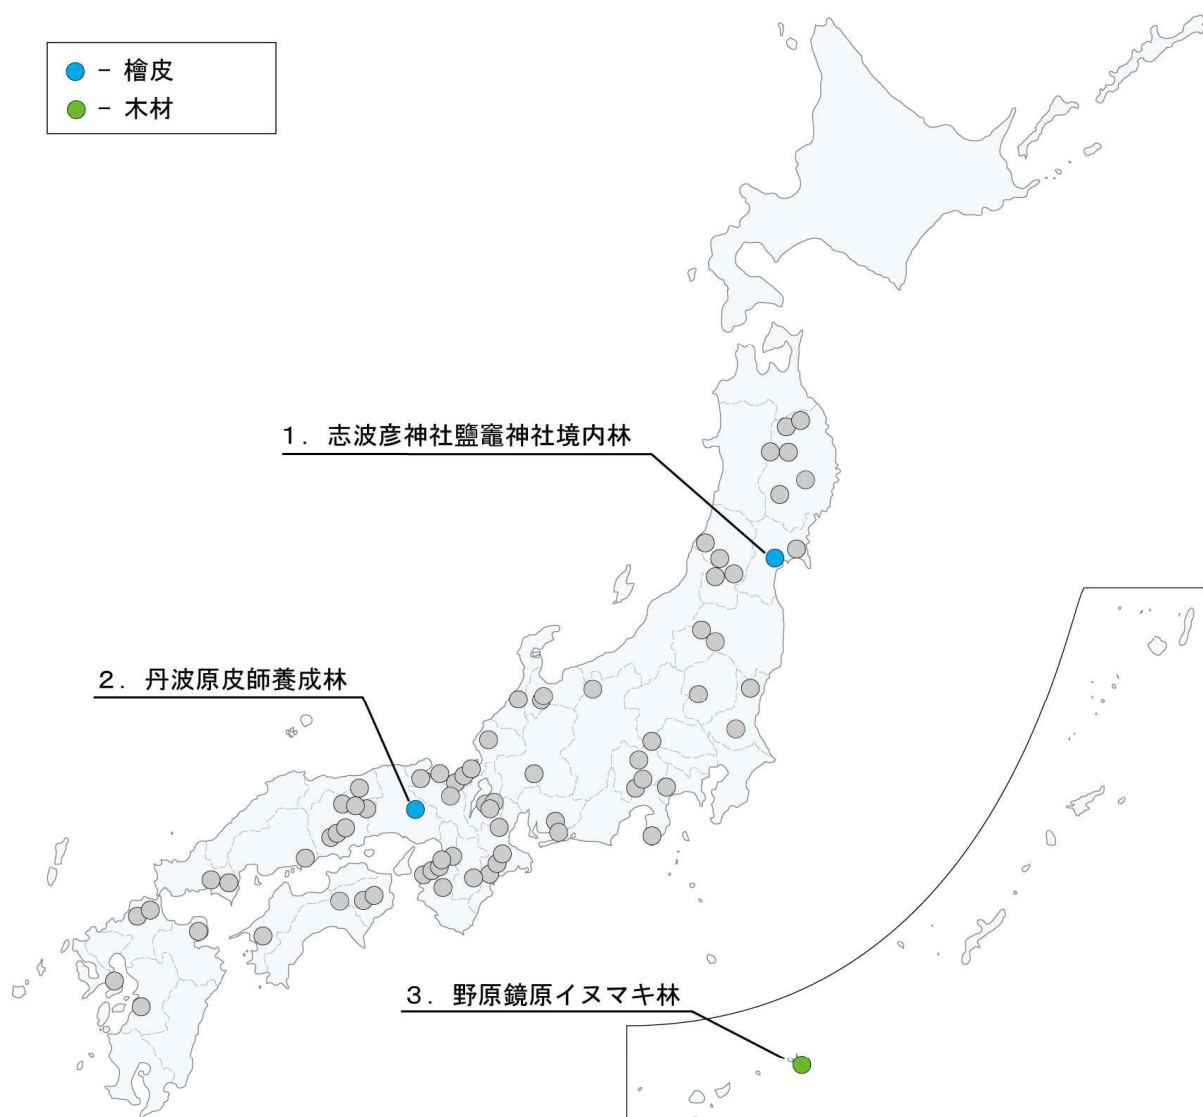 - 檜皮
- 木材
1. 志波彦神社鹽竈神社境内林
2. 丹波原皮師養成林
3. 野原鏡原イヌマキ林